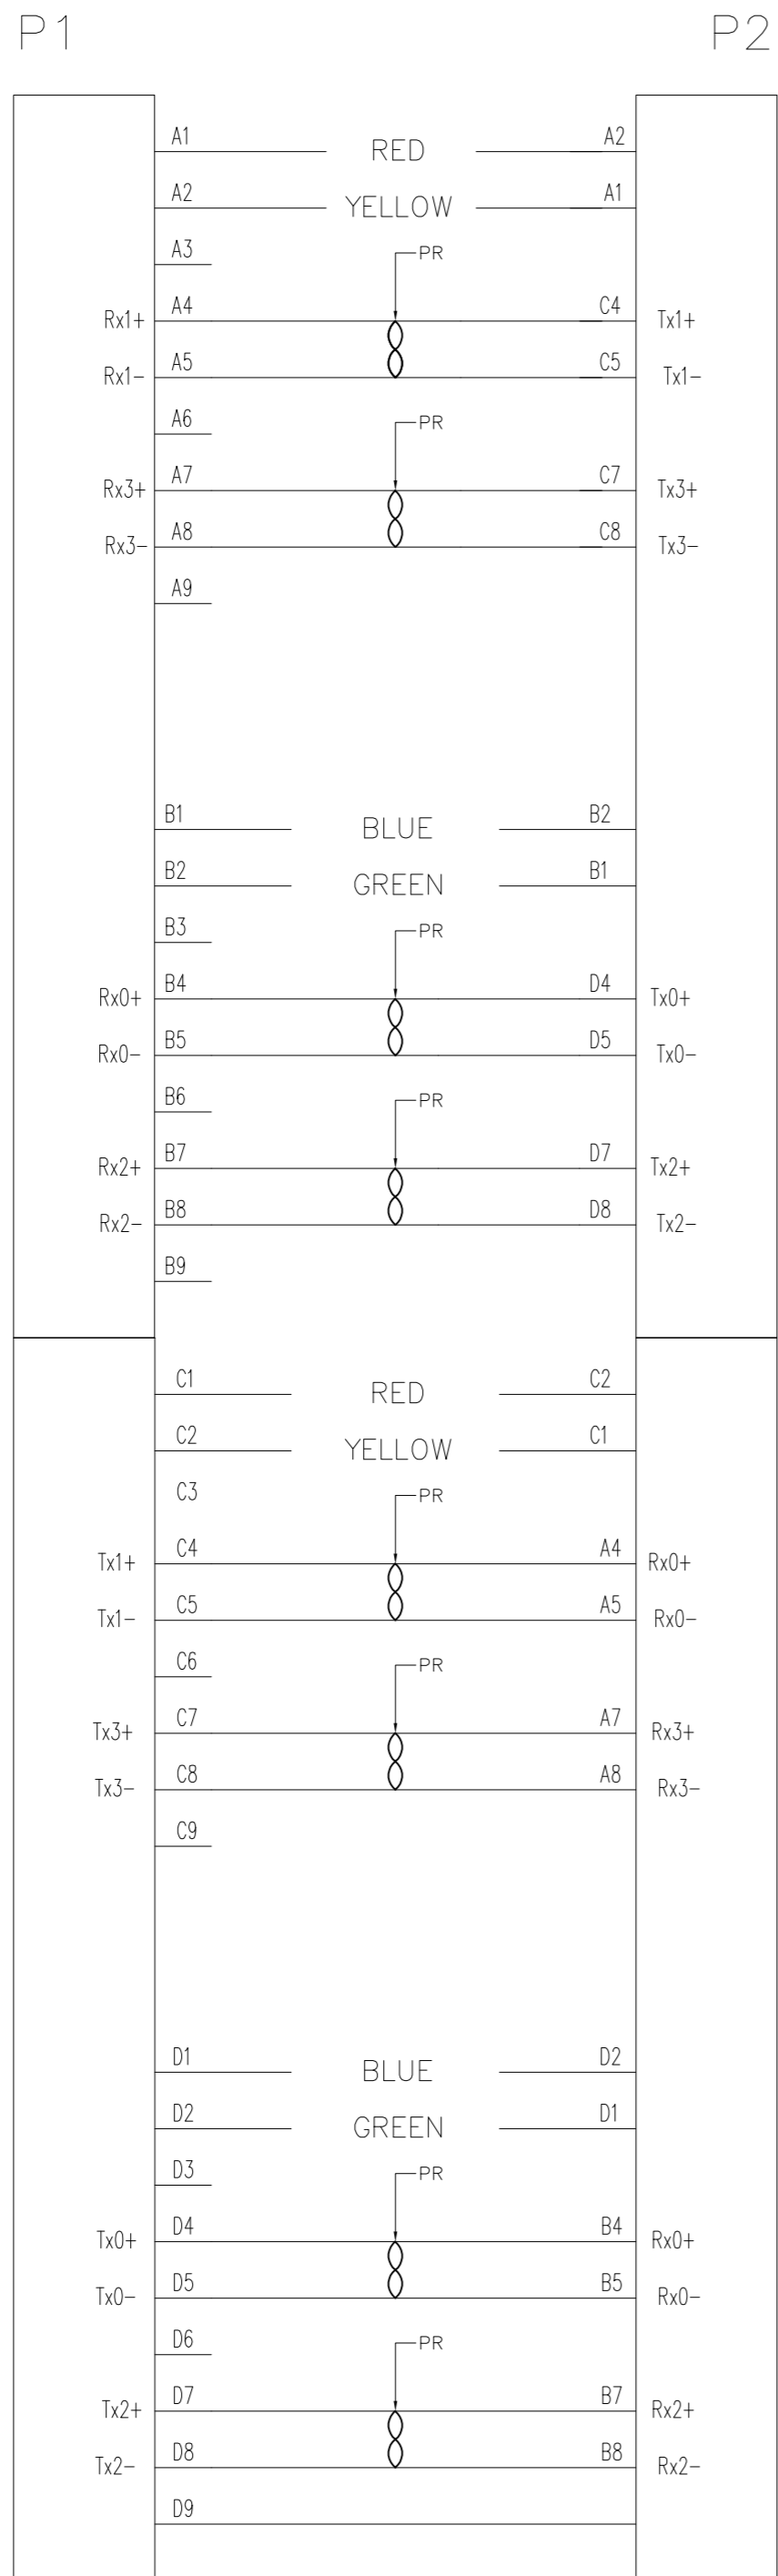 P1 P2
A1 RED A2
A2 YELLOW A1
A3 PR
Rx1+ A4 C4 Tx1+
Rx1- A5 C5 Tx1-
A6 PR
Rx3+ A7 C7 Tx3+
Rx3- A8 C8 Tx3-
A9
B1 BLUE B2
B2 GREEN B1
B3 PR
Rx0+ B4 D4 Tx0+
Rx0- B5 D5 Tx0-
B6 PR
Rx2+ B7 D7 Tx2+
Rx2- B8 D8 Tx2-
B9
C1 RED C2
C2 YELLOW C1
C3 PR
Tx1+ C4 A4 Rx0+
Tx1- C5 A5 Rx0-
C6 PR
Tx3+ C7 A7 Rx3+
Tx3- C8 A8 Rx3-
C9
D1 BLUE D2
D2 GREEN D1
D3 PR
Tx0+ D4 B4 Rx0+
Tx0- D5 B5 Rx0-
D6 PR
Tx2+ D7 B7 Rx2+
Tx2- D8 B8 Rx2-
D9